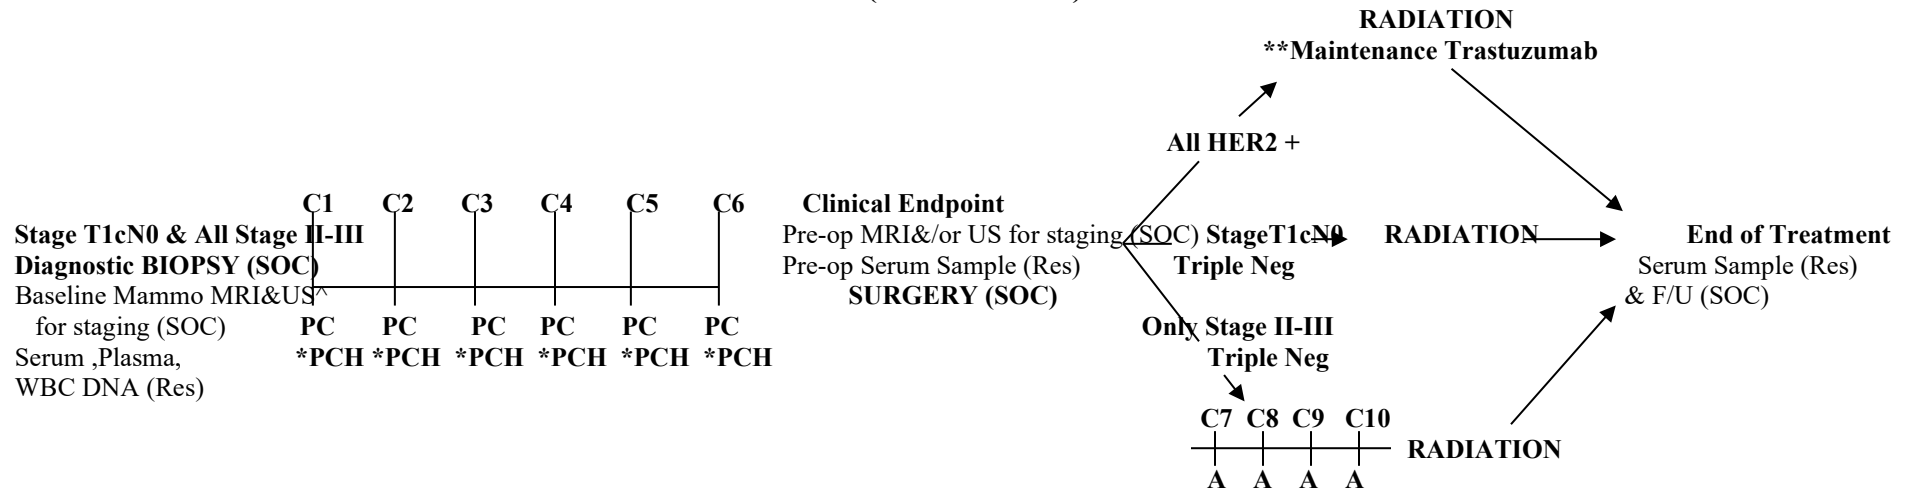 RADIATION
**Maintenance Trastuzumab
All HER2 +
C1 C2 C3 C4 C5 C6
Stage T1cN0 & All Stage II-III
Diagnostic BIOPSY (SOC)
Baseline Mammo MRI&US^
for staging (SOC)
Serum ,Plasma,
WBC DNA (Res)
PC PC PC PC PC PC
*PCH *PCH *PCH *PCH *PCH *PCH
Clinical Endpoint
Pre-op MRI&/or US for staging (SOC)
Pre-op Serum Sample (Res)
SURGERY (SOC)
StageT1cN0
Triple Neg
RADIATION
Only Stage II-III
Triple Neg
C7 C8 C9 C10
A A A A
RADIATION
End of Treatment
Serum Sample (Res)
& F/U (SOC)